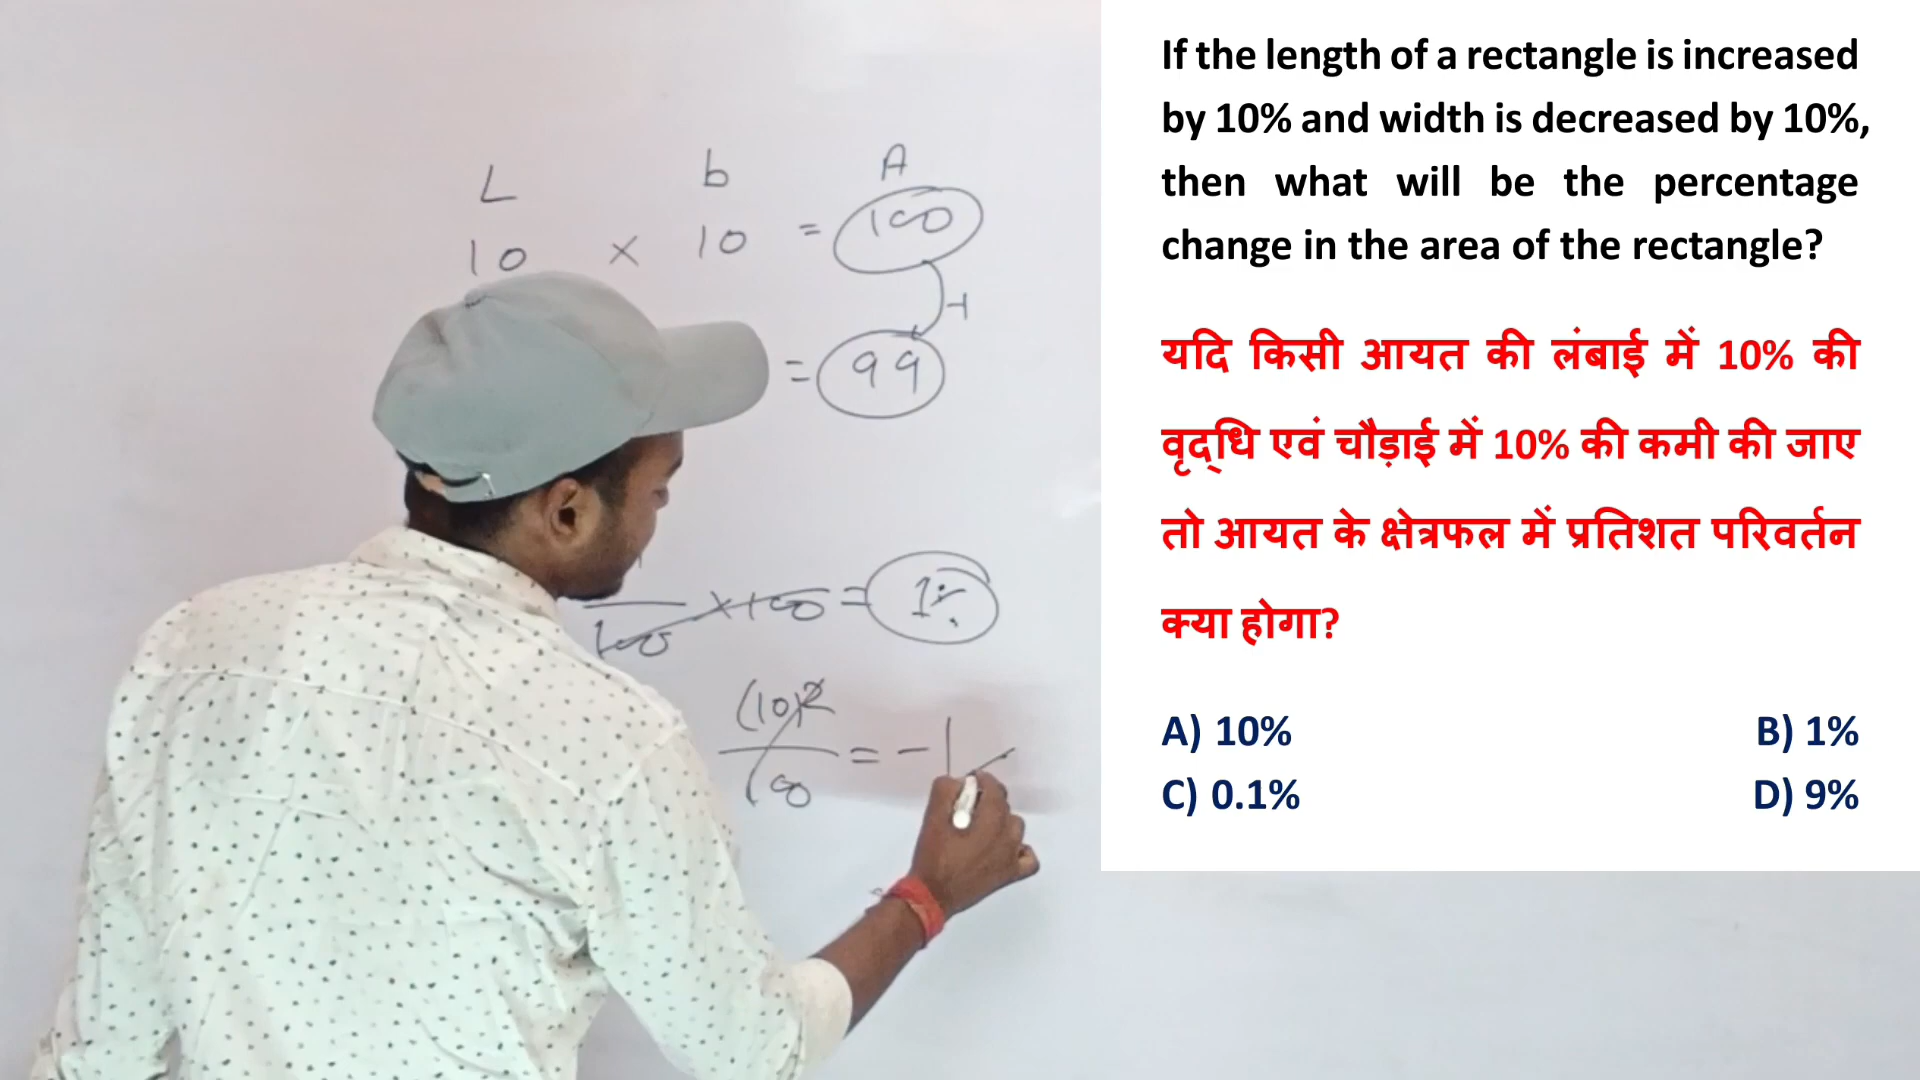 L b A
10 × 10 = 100
-1
= 99
100 × 100 = 1%
(10)²
100 = -1
If the length of a rectangle is increased
by 10% and width is decreased by 10%,
then what will be the percentage
change in the area of the rectangle?
यदि किसी आयत की लंबाई में 10% की
वृद्धि एवं चौड़ाई में 10% की कमी की जाए
तो आयत के क्षेत्रफल में प्रतिशत परिवर्तन
क्या होगा?
A) 10% B) 1%
C) 0.1% D) 9%